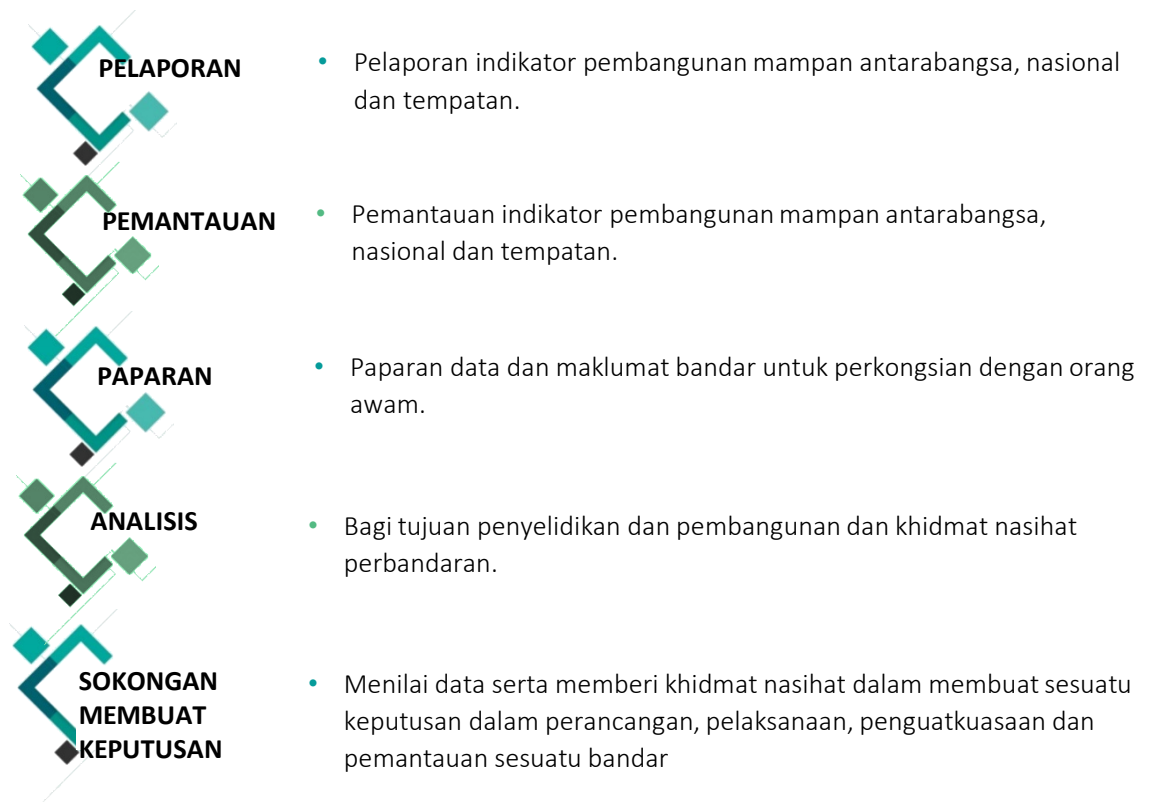 PELAPORAN
• Pelaporan indikator pembangunan mampan antarabangsa, nasional
dan tempatan.
PEMANTAUAN
• Pemantauan indikator pembangunan mampan antarabangsa,
nasional dan tempatan.
PAPARAN
• Paparan data dan maklumat bandar untuk perkongsian dengan orang
awam.
ANALISIS
• Bagi tujuan penyelidikan dan pembangunan dan khidmat nasihat
perbandaran.
SOKONGAN
MEMBUAT
KEPUTUSAN
• Menilai data serta memberi khidmat nasihat dalam membuat sesuatu
keputusan dalam perancangan, pelaksanaan, penguatkuasaan dan
pemantauan sesuatu bandar